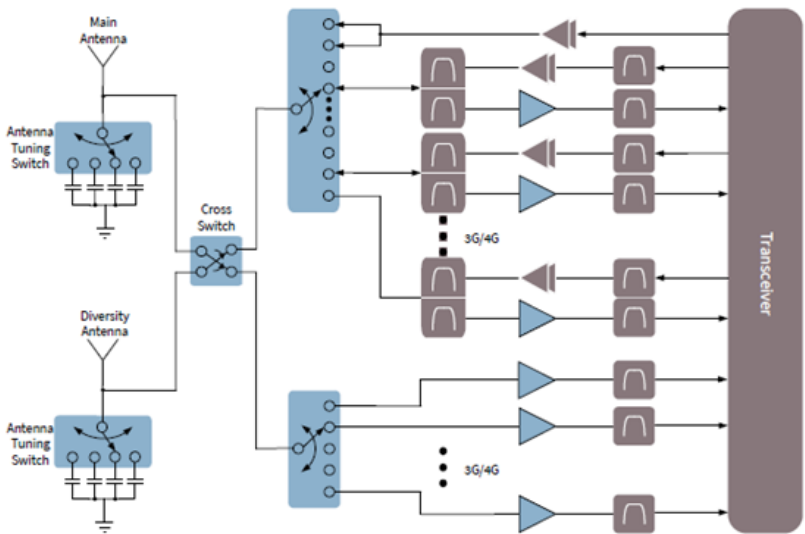 Main
Antenna
Antenna
Tuning
Switch
Cross
Switch
3G/4G
Transceiver
Diversity
Antenna
Antenna
Tuning
Switch
3G/4G